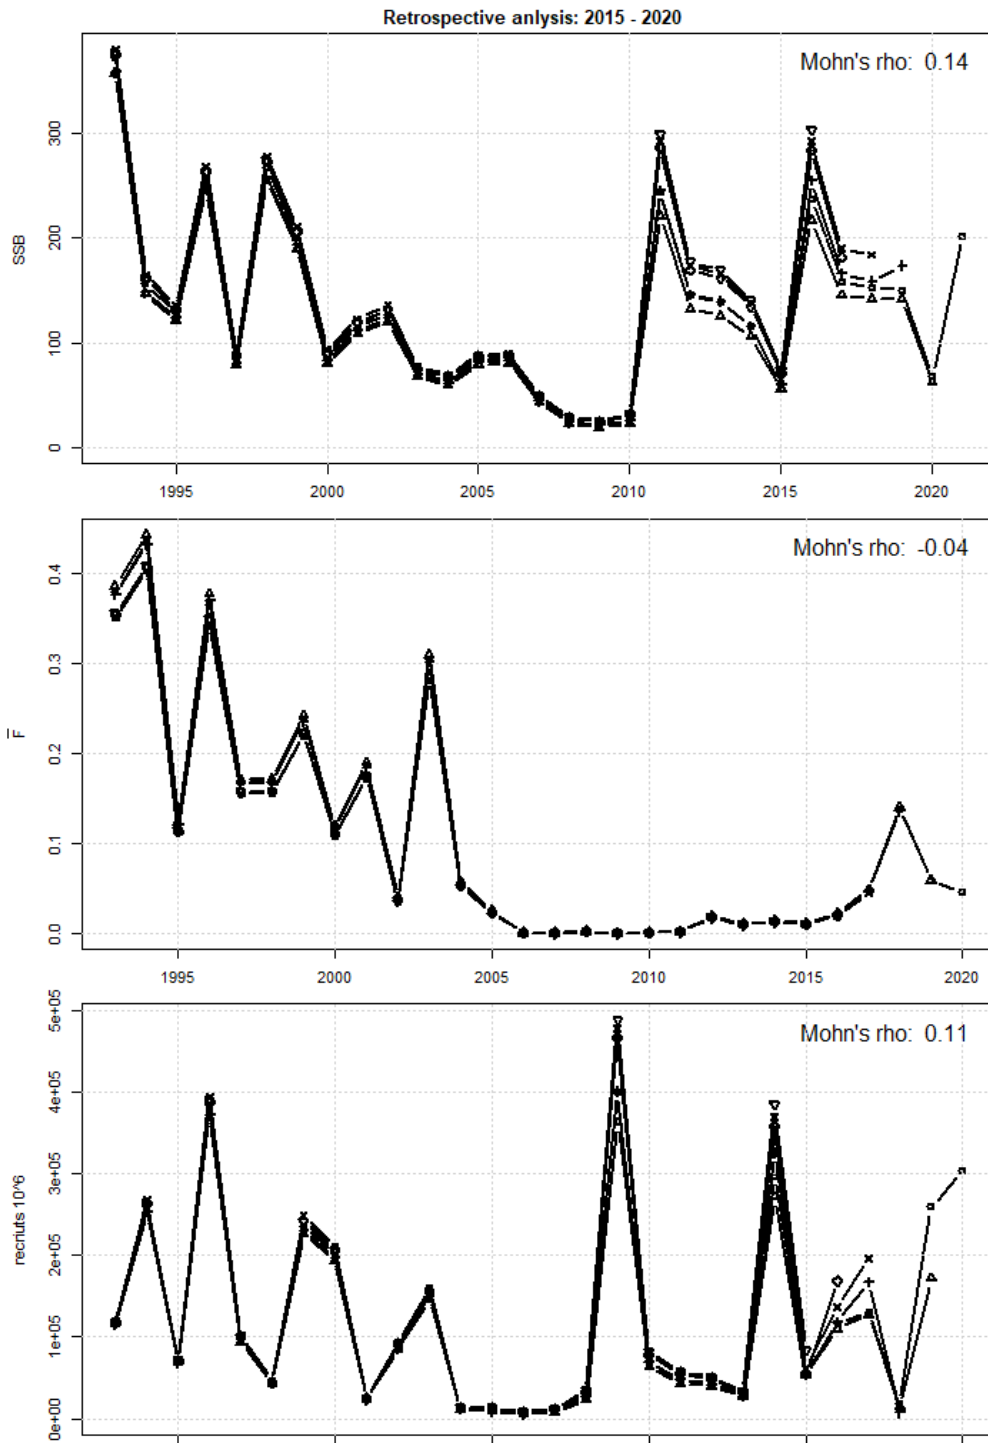 Retrospective anlysis: 2015 - 2020
Mohn's rho: 0.14
SSB
300
200
100
0
1995 2000 2005 2010 2015 2020
Mohn's rho: -0.04
F
0.4
0.3
0.2
0.1
0.0
1995 2000 2005 2010 2015 2020
Mohn's rho: 0.11
recriuts 10^6
5e+05
4e+05
3e+05
2e+05
1e+05
0e+00